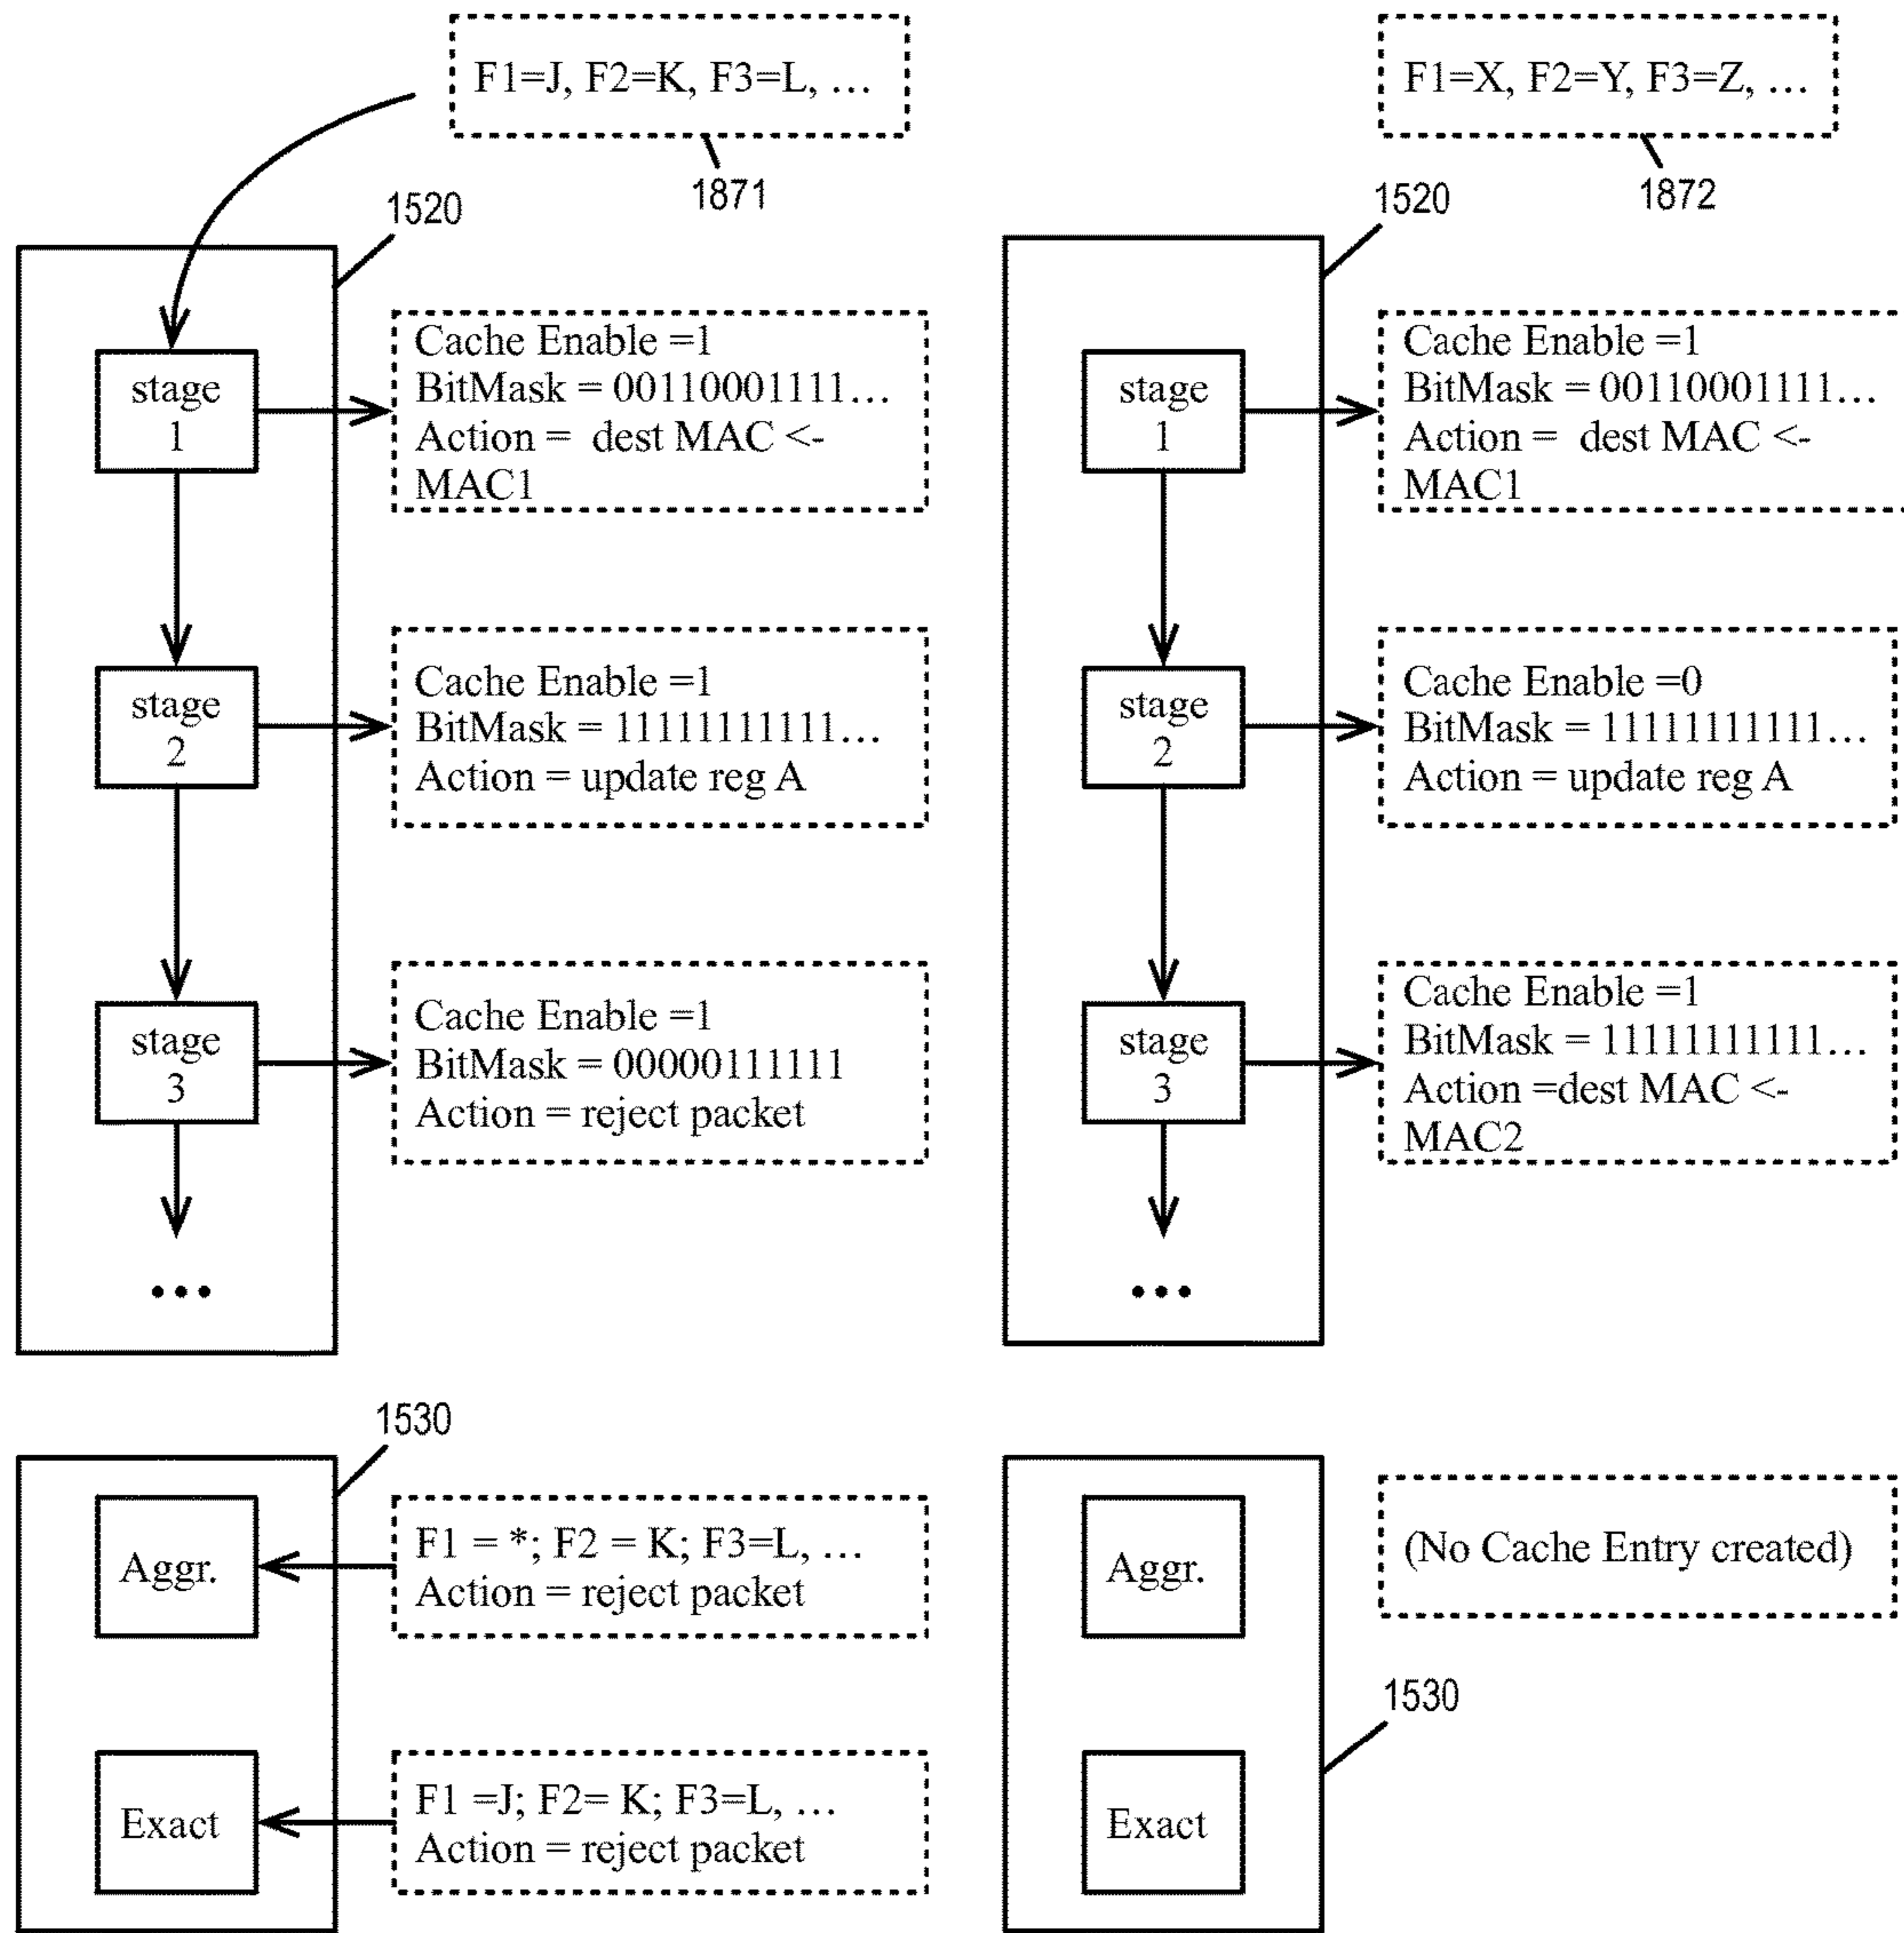 F1=J, F2=K, F3=L, ...
1871
1520
stage
1
Cache Enable =1
BitMask = 00110001111...
Action = dest MAC <-
MAC1
stage
2
Cache Enable =1
BitMask = 11111111111...
Action = update reg A
stage
3
Cache Enable =1
BitMask = 00000111111
Action = reject packet
...
1530
Aggr.
F1 = *; F2 = K; F3=L, ...
Action = reject packet
Exact
F1 =J; F2= K; F3=L, ...
Action = reject packet
F1=X, F2=Y, F3=Z, ...
1872
1520
stage
1
Cache Enable =1
BitMask = 00110001111...
Action = dest MAC <-
MAC1
stage
2
Cache Enable =0
BitMask = 11111111111...
Action = update reg A
stage
3
Cache Enable =1
BitMask = 11111111111...
Action =dest MAC <-
MAC2
...
Aggr.
(No Cache Entry created)
1530
Exact